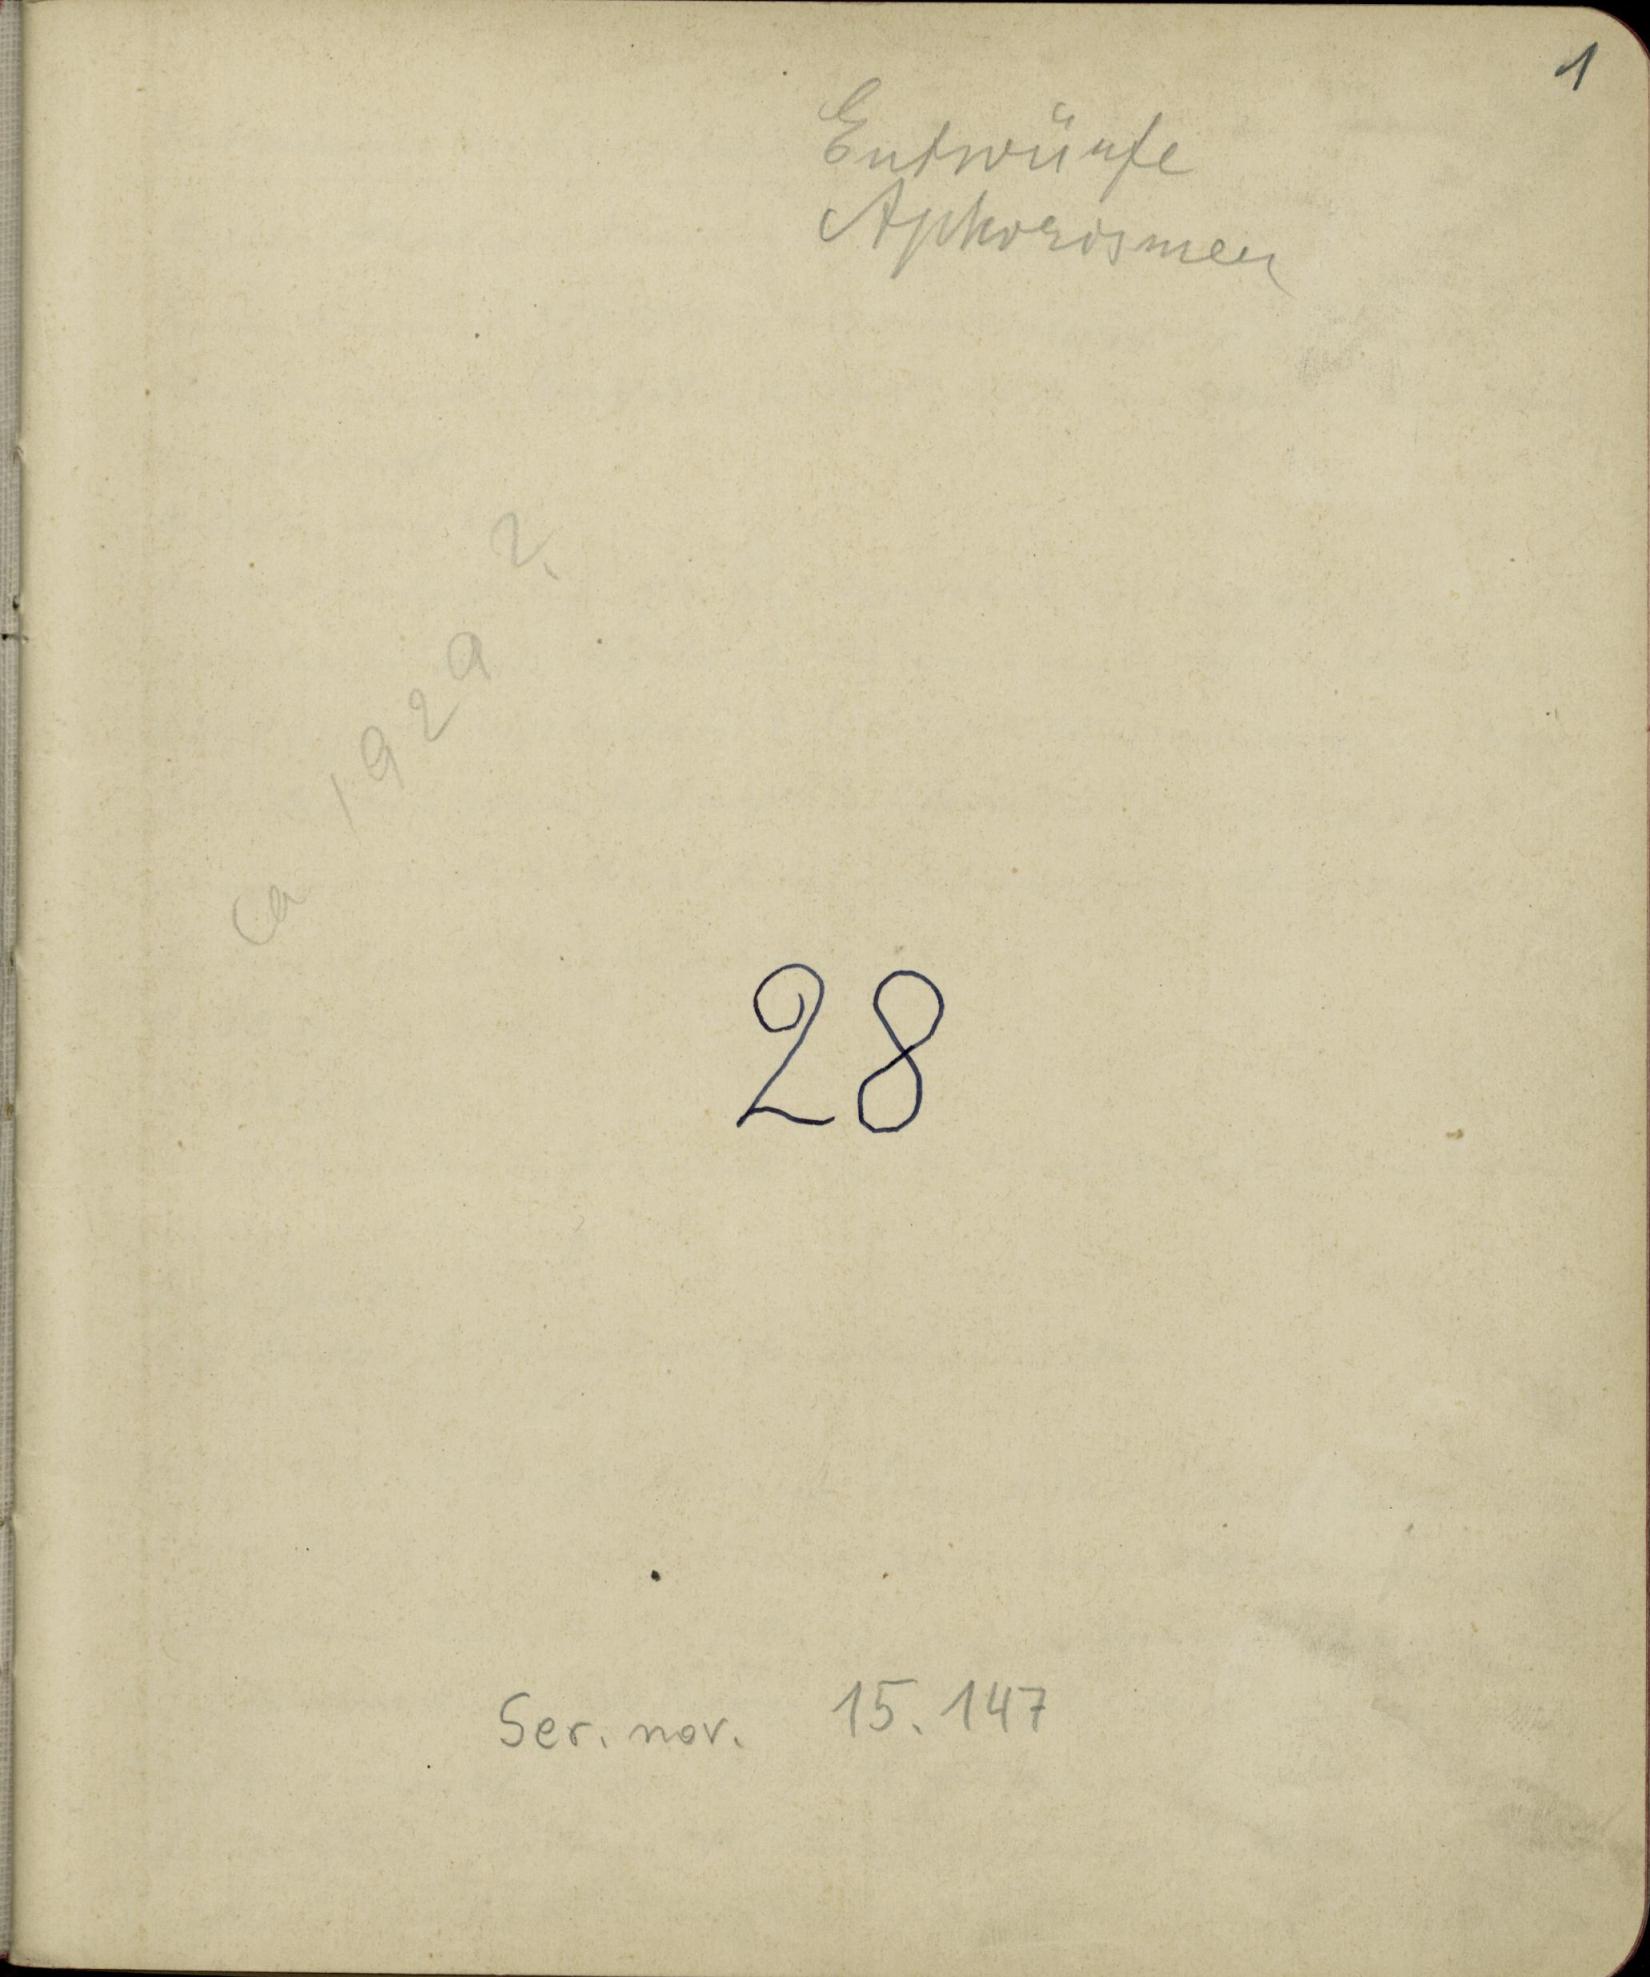 1
Entwürfe
Aphorismen
ca 1929 ?
28
Ser. nov. 15.147